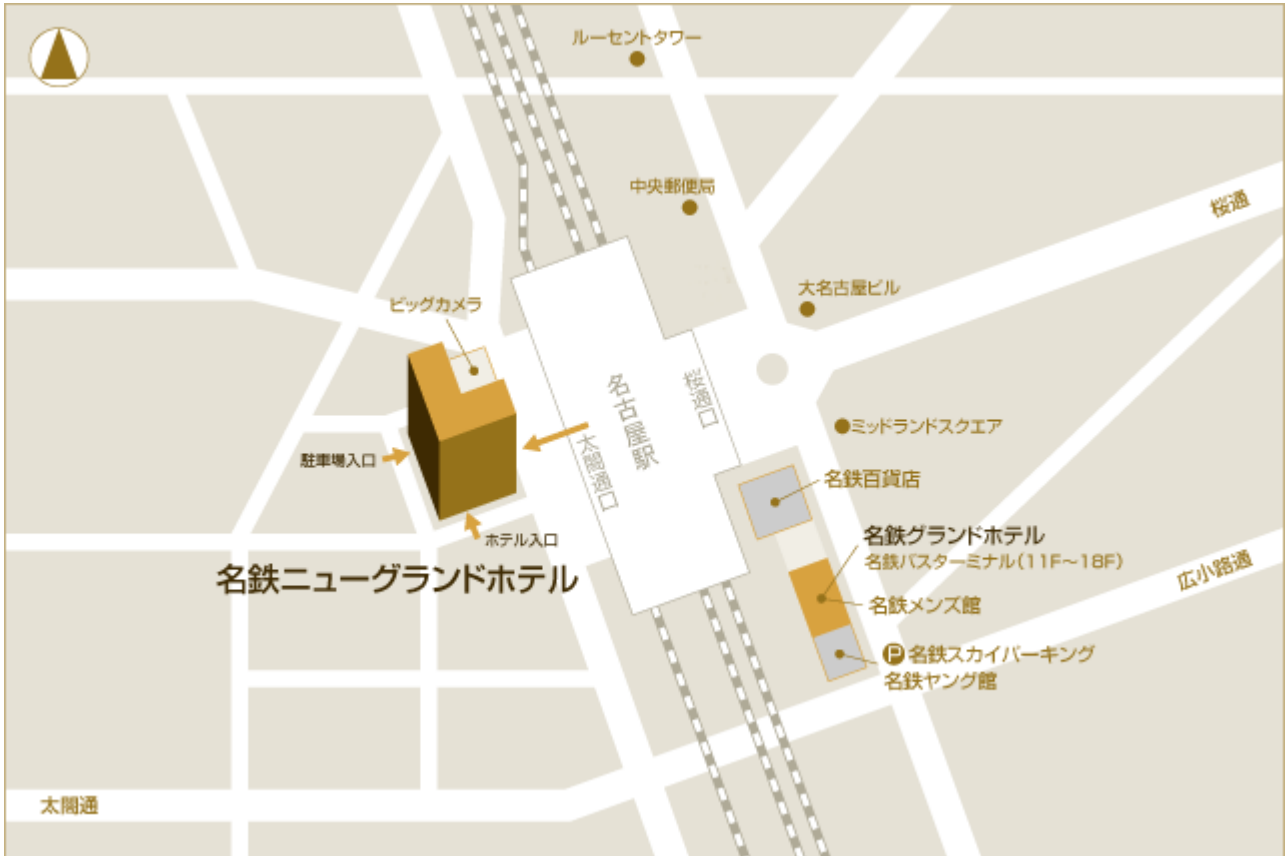 ルーセントタワー
中央郵便局
桜通
大名古屋ビル
ビッグカメラ
名古屋駅
桜通口
太閤通口
ミッドランドスクエア
駐車場入口
名鉄百貨店
ホテル入口
名鉄ニューグランドホテル
名鉄グランドホテル
名鉄バスターミナル(11F〜18F)
広小路通
名鉄メンズ館
P 名鉄スカイパーキング
名鉄ヤング館
太閤通